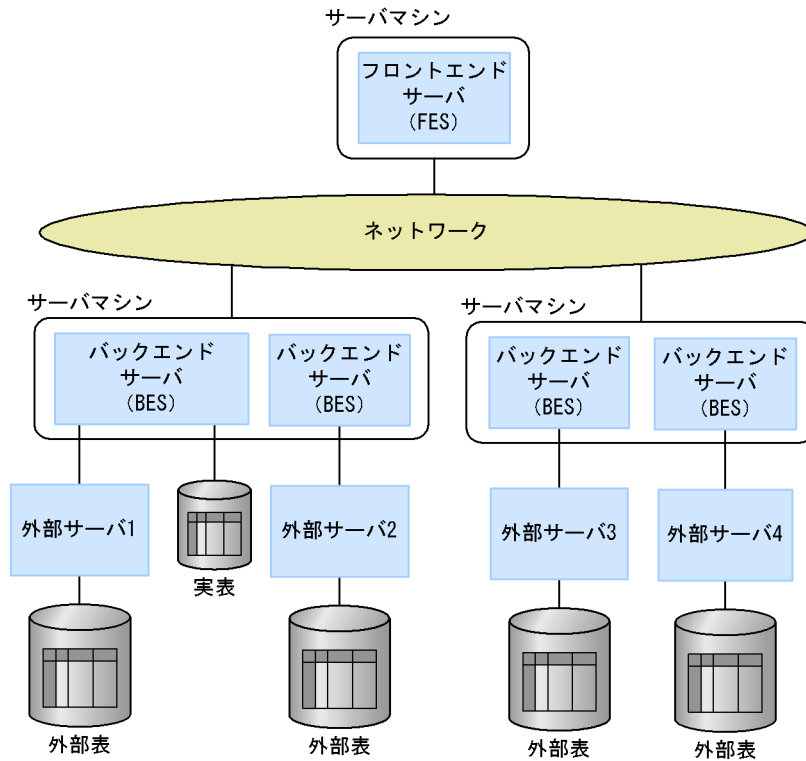 サーバマシン
フロントエンド
サーバ
(FES)
ネットワーク
サーバマシン
バックエンド
サーバ
(BES)
バックエンド
サーバ
(BES)
サーバマシン
バックエンド
サーバ
(BES)
バックエンド
サーバ
(BES)
外部サーバ1
実表
外部サーバ2
外部サーバ3
外部サーバ4
外部表
外部表
外部表
外部表